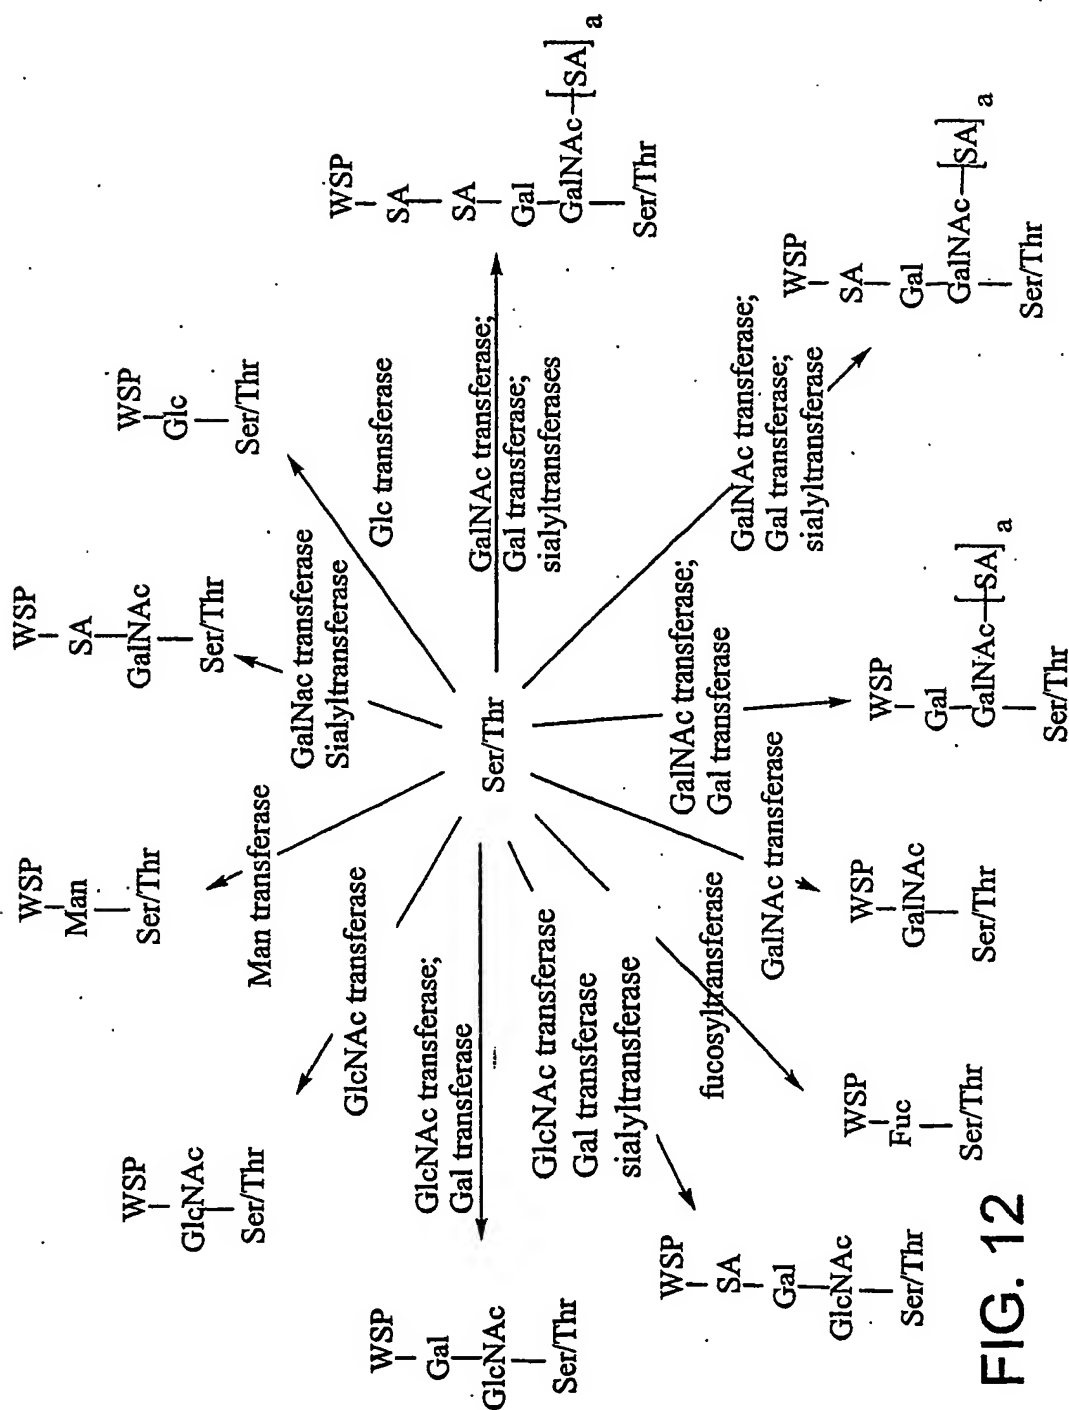 WSP
SA
GalNAc
Ser/Thr
WSP
Man
Ser/Thr
WSP
GlcNAc
Ser/Thr
WSP
Glc
Ser/Thr
Man transferase
GalNac transferase
Sialyltransferase
GlcNAc transferase
Glc transferase
WSP
Gal
GlcNAc
Ser/Thr
GlcNAc transferase;
Gal transferase
Ser/Thr
GalNAc transferase;
Gal transferase;
sialyltransferases
WSP
SA
SA
Gal
GalNAc[SA]a
Ser/Thr
GlcNAc transferase
Gal transferase
sialyltransferase
WSP
SA
Gal
GlcNAc
Ser/Thr
fucosyltransferase
GalNAc transferase
GalNAc transferase;
Gal transferase
GalNAc transferase;
Gal transferase;
sialyltransferase
WSP
Fuc
Ser/Thr
WSP
GalNAc
Ser/Thr
WSP
Gal
GalNAc[SA]a
Ser/Thr
WSP
SA
Gal
GalNAc[SA]a
Ser/Thr
FIG. 12